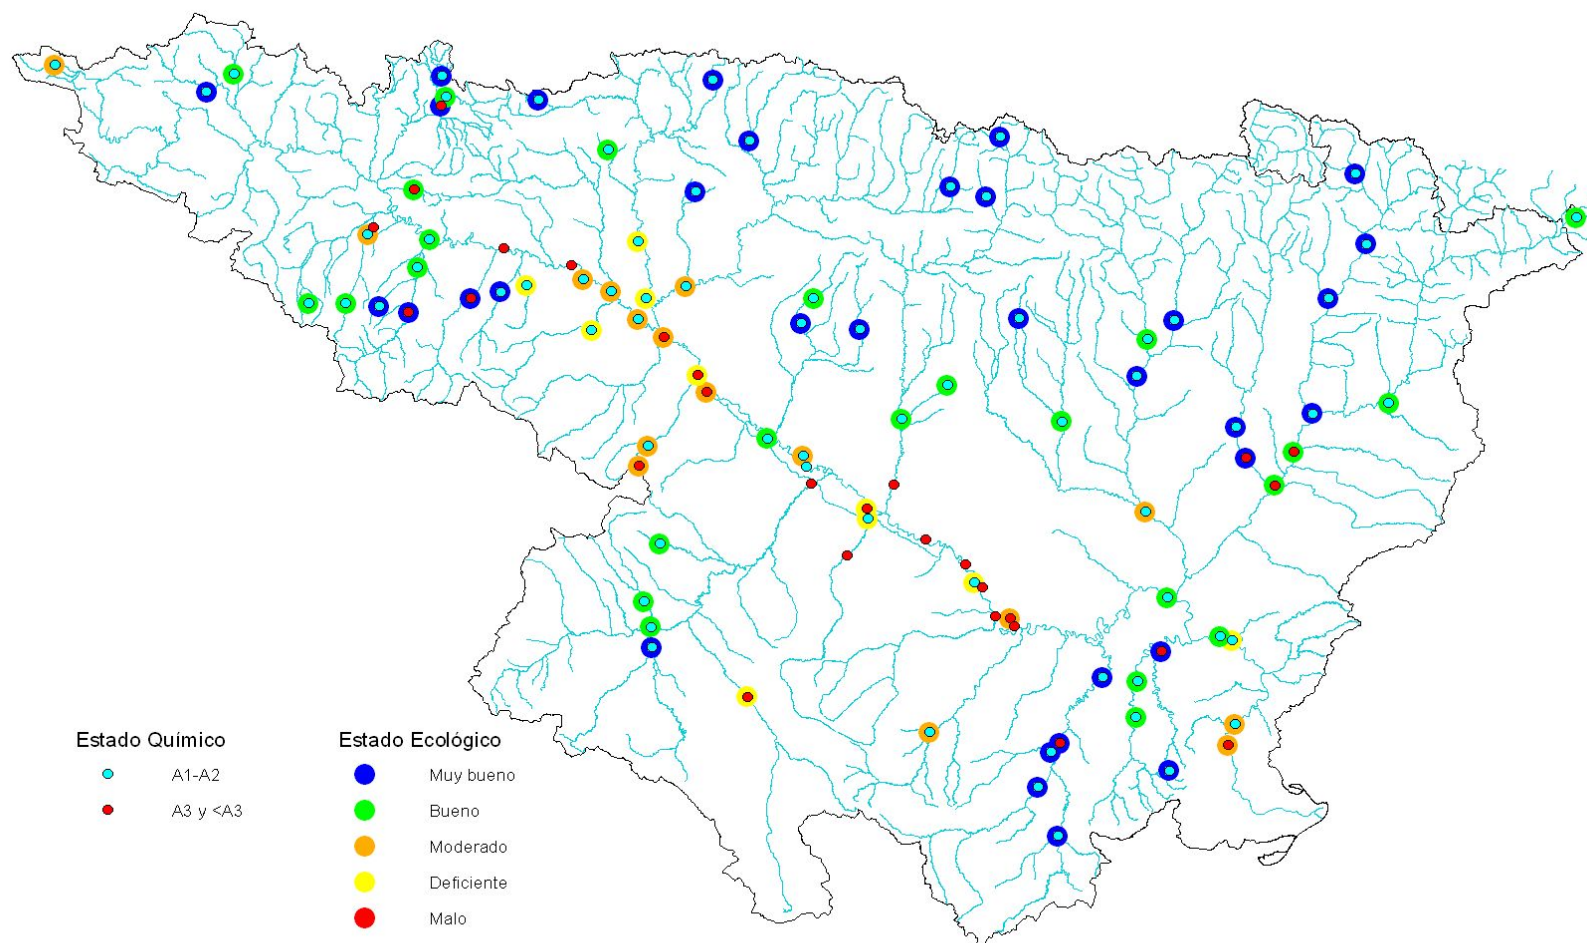 Estado Químico
A1-A2
A3 y <A3
Estado Ecológico
Muy bueno
Bueno
Moderado
Deficiente
Malo